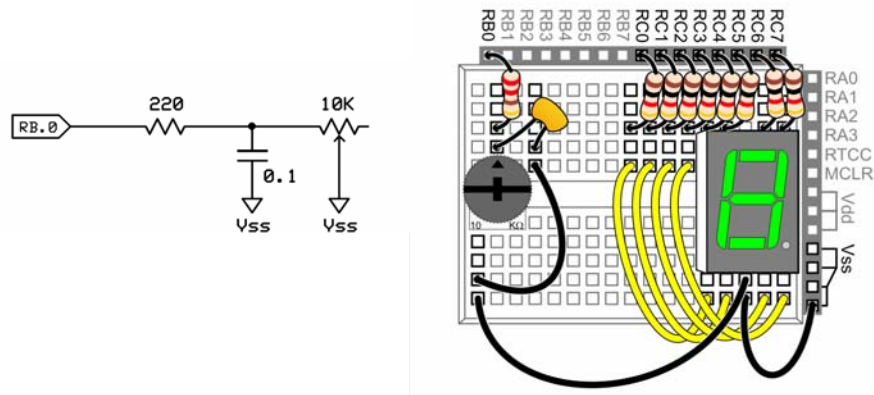 220
10K
RB.0
0.1
Vss
Vss
RB0
RB1
RB2
RB3
RB4
RB5
RB6
RB7
RC0
RC1
RC2
RC3
RC4
RC5
RC6
RC7
RA0
RA1
RA2
RA3
RTCC
MCLR
Vdd
Vss
10 KΩ